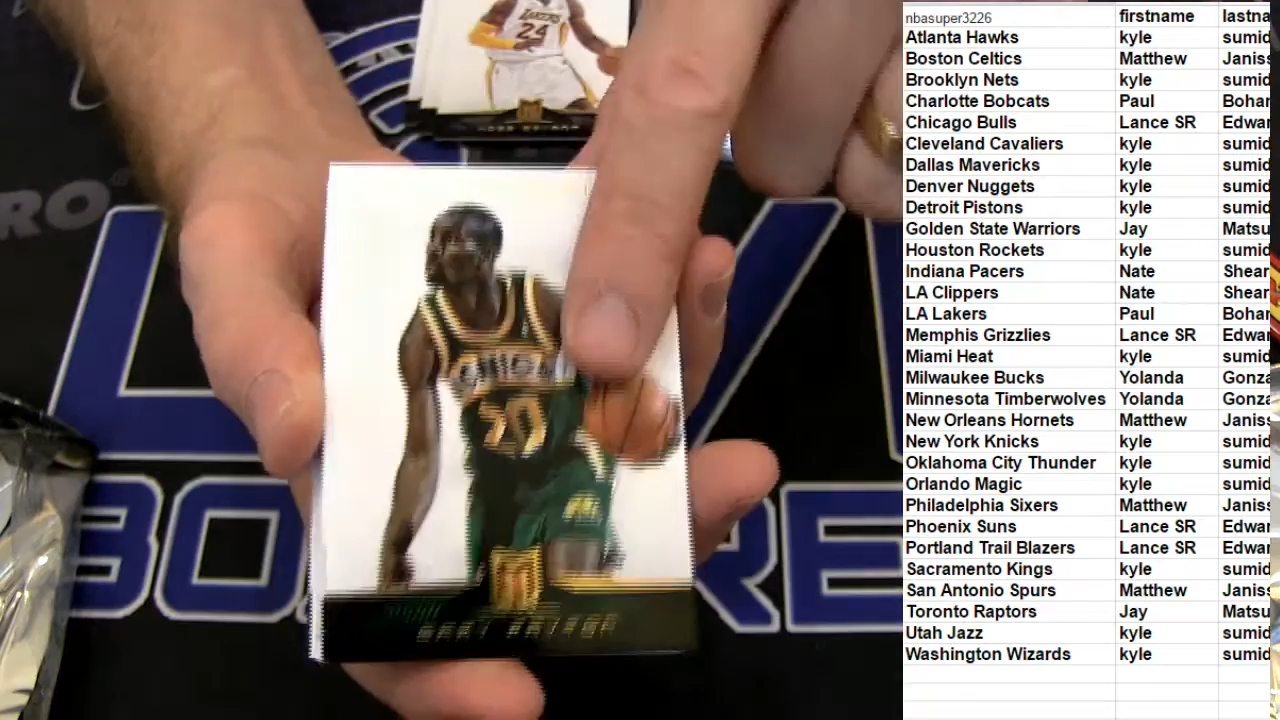 24
20
GARY PAYTON
nbasuper3226 firstname lastna
Atlanta Hawks kyle sumid
Boston Celtics Matthew Janiss
Brooklyn Nets kyle sumid
Charlotte Bobcats Paul Bohar
Chicago Bulls Lance SR Edwar
Cleveland Cavaliers kyle sumid
Dallas Mavericks kyle sumid
Denver Nuggets kyle sumid
Detroit Pistons kyle sumid
Golden State Warriors Jay Matsu
Houston Rockets kyle sumid
Indiana Pacers Nate Shear
LA Clippers Nate Shear
LA Lakers Paul Bohar
Memphis Grizzlies Lance SR Edwar
Miami Heat kyle sumid
Milwaukee Bucks Yolanda Gonza
Minnesota Timberwolves Yolanda Gonza
New Orleans Hornets Matthew Janiss
New York Knicks kyle sumid
Oklahoma City Thunder kyle sumid
Orlando Magic kyle sumid
Philadelphia Sixers Matthew Janiss
Phoenix Suns Lance SR Edwar
Portland Trail Blazers Lance SR Edwar
Sacramento Kings kyle sumid
San Antonio Spurs Matthew Janiss
Toronto Raptors Jay Matsu
Utah Jazz kyle sumid
Washington Wizards kyle sumid